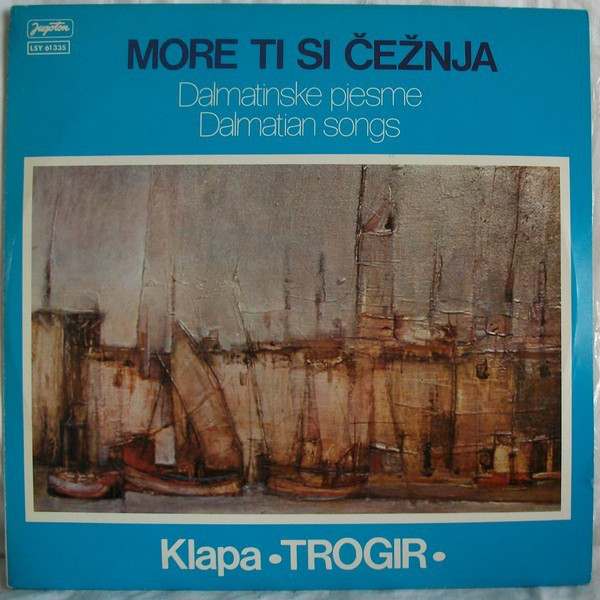 Jugoton
LSY 61335
MORE TI SI ČEŽNJA
Dalmatinske pjesme
Dalmatian songs
Klapa •TROGIR•